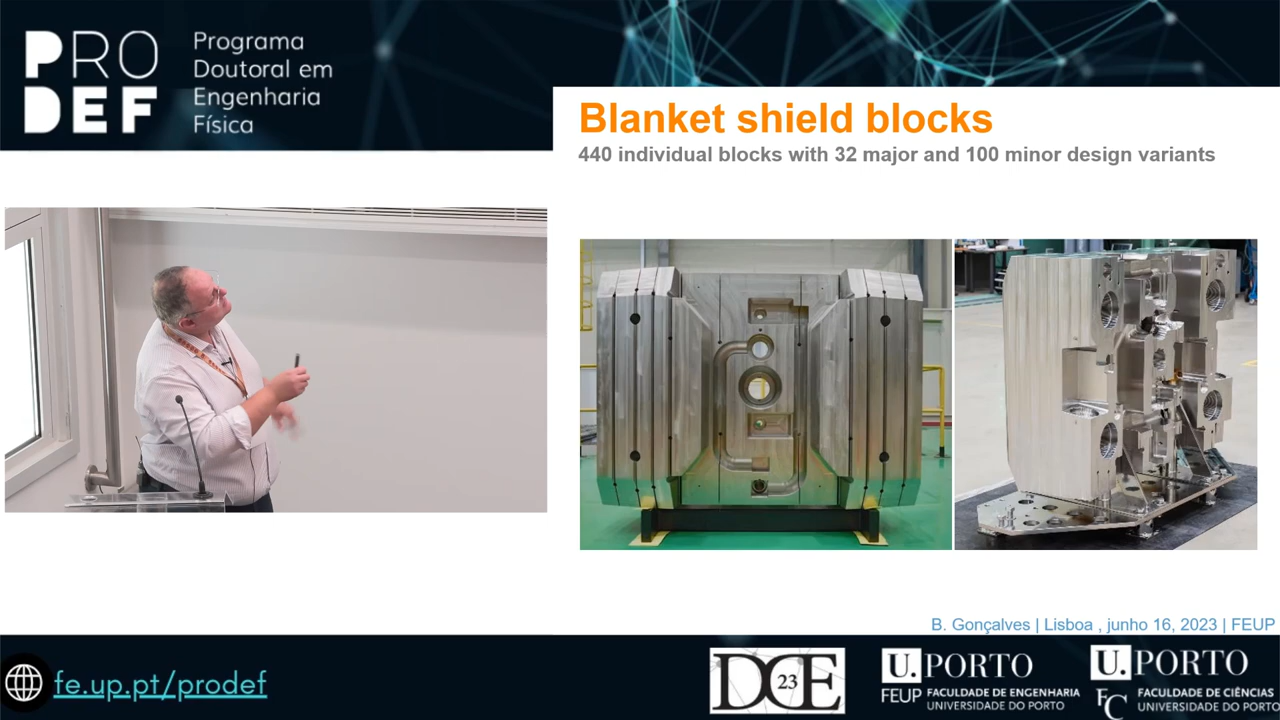 PRO
DEF
Programa
Doutoral em
Engenharia
Física
Blanket shield blocks
440 individual blocks with 32 major and 100 minor design variants
B. Gonçalves | Lisboa , junho 16, 2023 | FEUP
fe.up.pt/prodef
DCE
23
U.PORTO
FEUP FACULDADE DE ENGENHARIA
UNIVERSIDADE DO PORTO
U.PORTO
FC FACULDADE DE CIÊNCIAS
UNIVERSIDADE DO PORTO